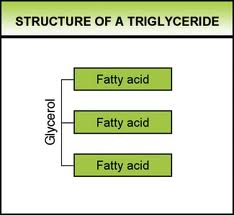 STRUCTURE OF A TRIGLYCERIDE
Glycerol
Fatty acid
Fatty acid
Fatty acid